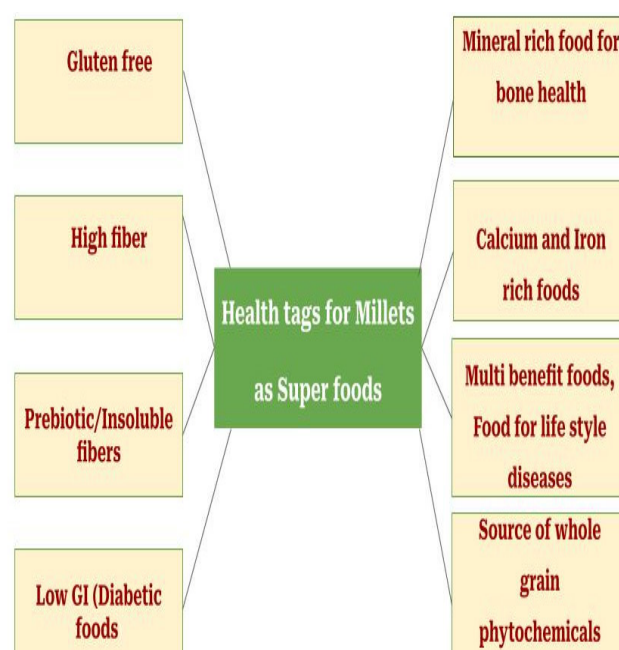 Gluten free
High fiber
Prebiotic/Insoluble
fibers
Low GI (Diabetic
foods
Health tags for Millets
as Super foods
Mineral rich food for
bone health
Calcium and Iron
rich foods
Multi benefit foods,
Food for life style
diseases
Source of whole
grain
phytochemicals